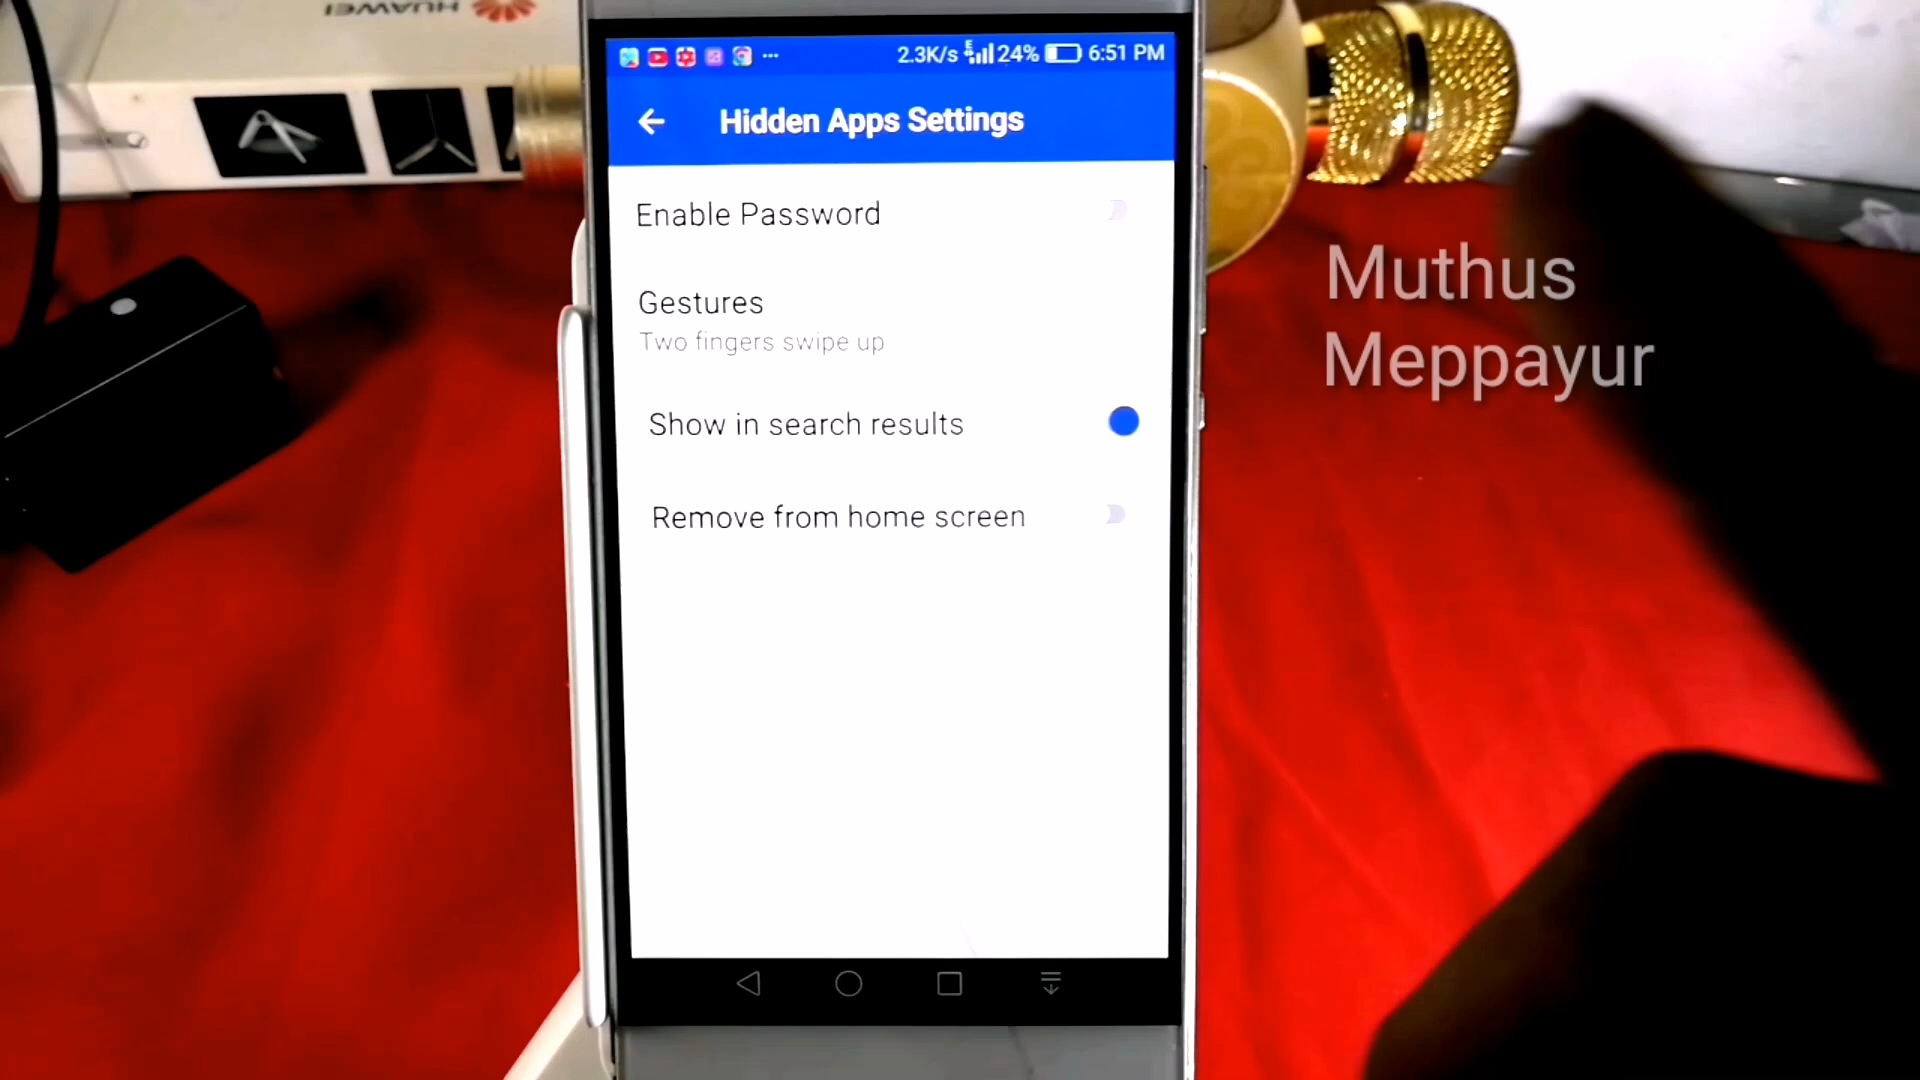 HUAWEI
2.3K/s E 24% 6:51 PM
Hidden Apps Settings
Enable Password
Gestures
Two fingers swipe up
Show in search results
Remove from home screen
Muthus
Meppayur